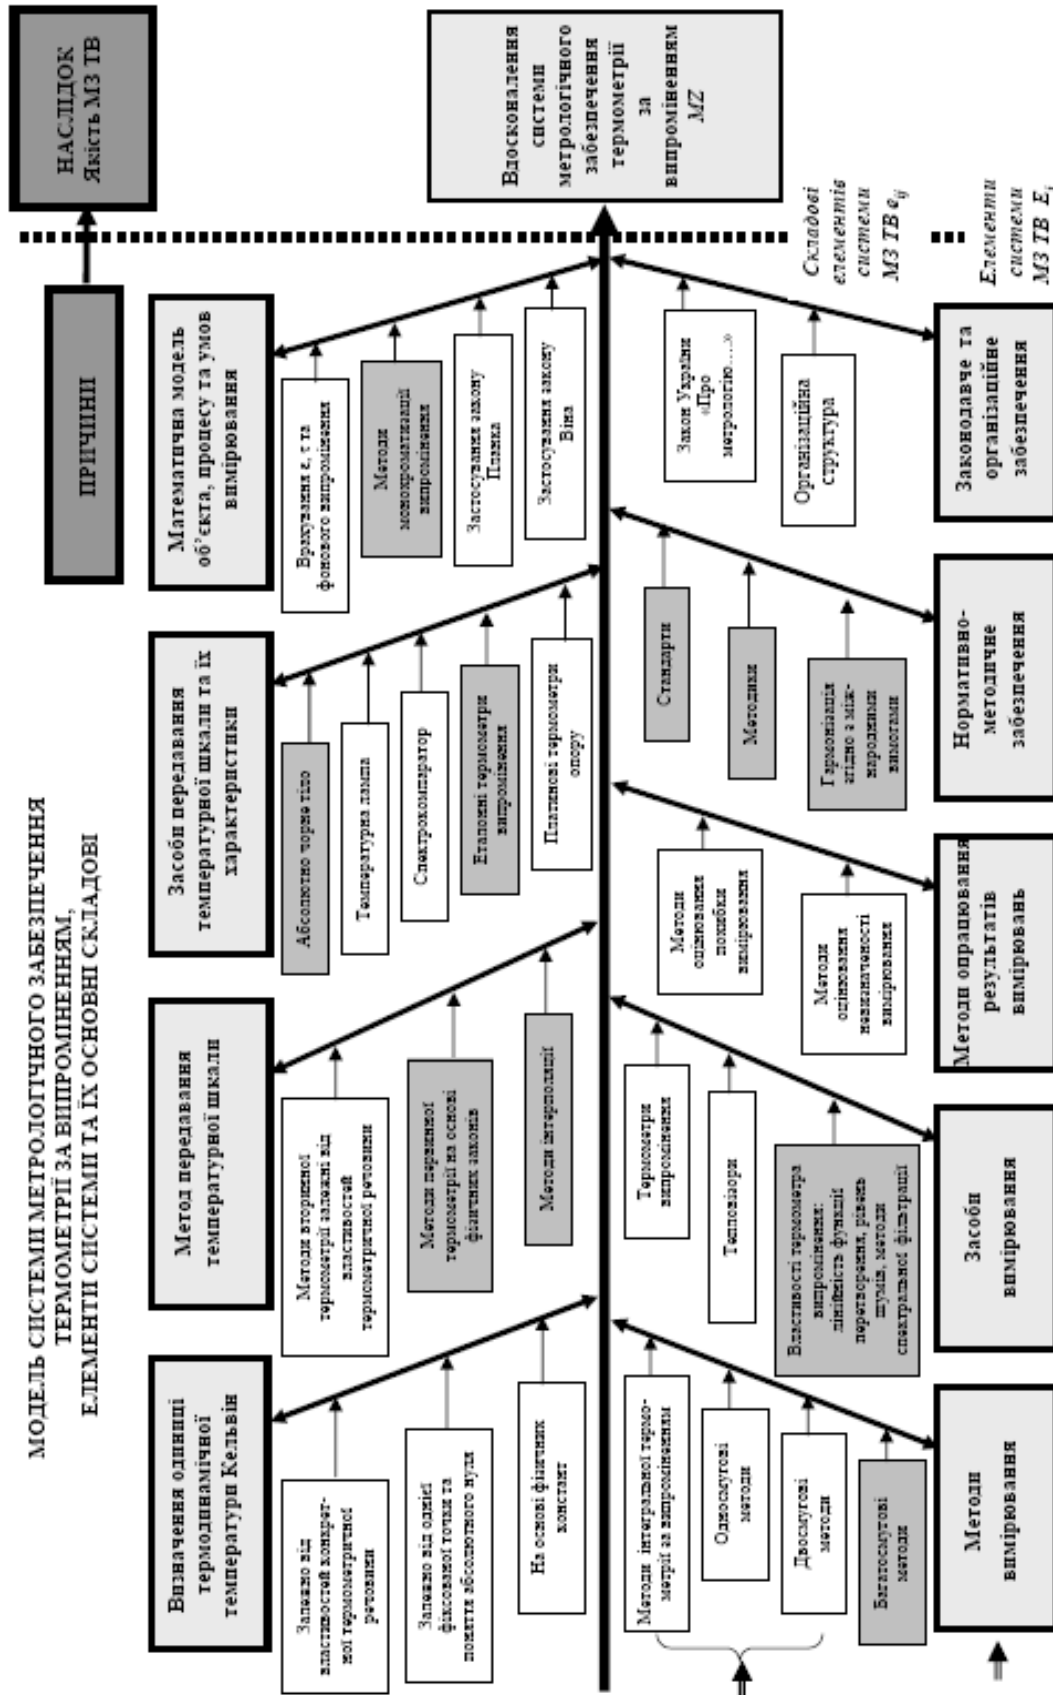 МОДЕЛЬ СИСТЕМИ МЕТРОЛОГІЧНОГО ЗАБЕЗПЕЧЕННЯ
ТЕРМОМЕТРІЇ ЗА ВИПРОМІНЕННЯМ,
ЕЛЕМЕНТИ СИСТЕМИ ТА ЇХ ОСНОВНІ СКЛАДОВІ
ПРИЧИНИ
НАСЛІДОК
Якість МЗ ТВ
Визначення одиниці
термодинамічної
температури Кельвін
Залежно від
властивостей конкрет-
ної термометричної
речовини
Залежно від однієї
фіксованої точки та
поняття абсолютного нуля
На основі фізичних
констант
Метод передавання
температурної шкали
Методи вторинної
термометрії залежні від
властивостей
термометричної речовини
Методи первинної
термометрії на основі
фізичних законів
Методи інтерполяції
Засоби передавання
температурної шкали та їх
характеристики
Абсолютно чорне тіло
Температурна лампа
Спектрокомпаратор
Еталонні термометри
випромінення
Платинові термометри
опору
Математична модель
об’єкта, процесу та умов
вимірювання
Врахування ε, τ та
фонового випромінення
Методи
монохроматизації
випромінення
Застосування закону
Планка
Застосування закону
Віна
Вдосконалення
системи
метрологічного
забезпечення
термометрії
за
випроміненням
MZ
Методи інтегральної термо-
метрії за випроміненням
Односмугові
методи
Двосмугові
методи
Багатосмугові
методи
Методи
вимірювання
Термометри
випромінення
Тепловізори
Властивості термометра
випромінення:
лінійність функції
перетворення, рівень
шумів, методи
спектральної фільтрації
Засоби
вимірювання
Методи
оцінювання
похибки
вимірювання
Методи
оцінювання
невизначеності
вимірювання
Методи опрацювання
результатів
вимірювань
Стандарти
Методики
Гармонізація
згідно з між-
народними
вимогами
Нормативно-
методичне
забезпечення
Закон України
«Про
метрологію…»
Організаційна
структура
Законодавче та
організаційне
забезпечення
Складові
елементів
системи
МЗ ТВ e_ij
Елементи
системи
МЗ ТВ E_i